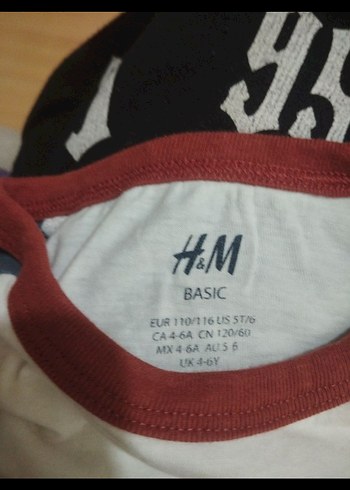 95
H&M
BASIC
EUR 110/116 US 5T/6
CA 4-6A CN 120/60
MX 4-6A AU 5-6
UK 4-6Y